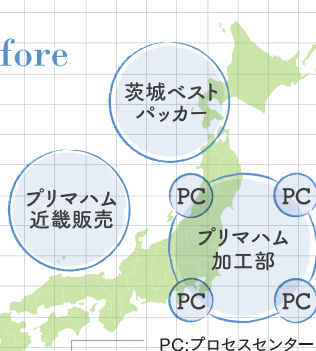 fore
茨城ベスト
パッカー
プリマハム
近畿販売
PC
PC
プリマハム
加工部
PC
PC
PC:プロセスセンター